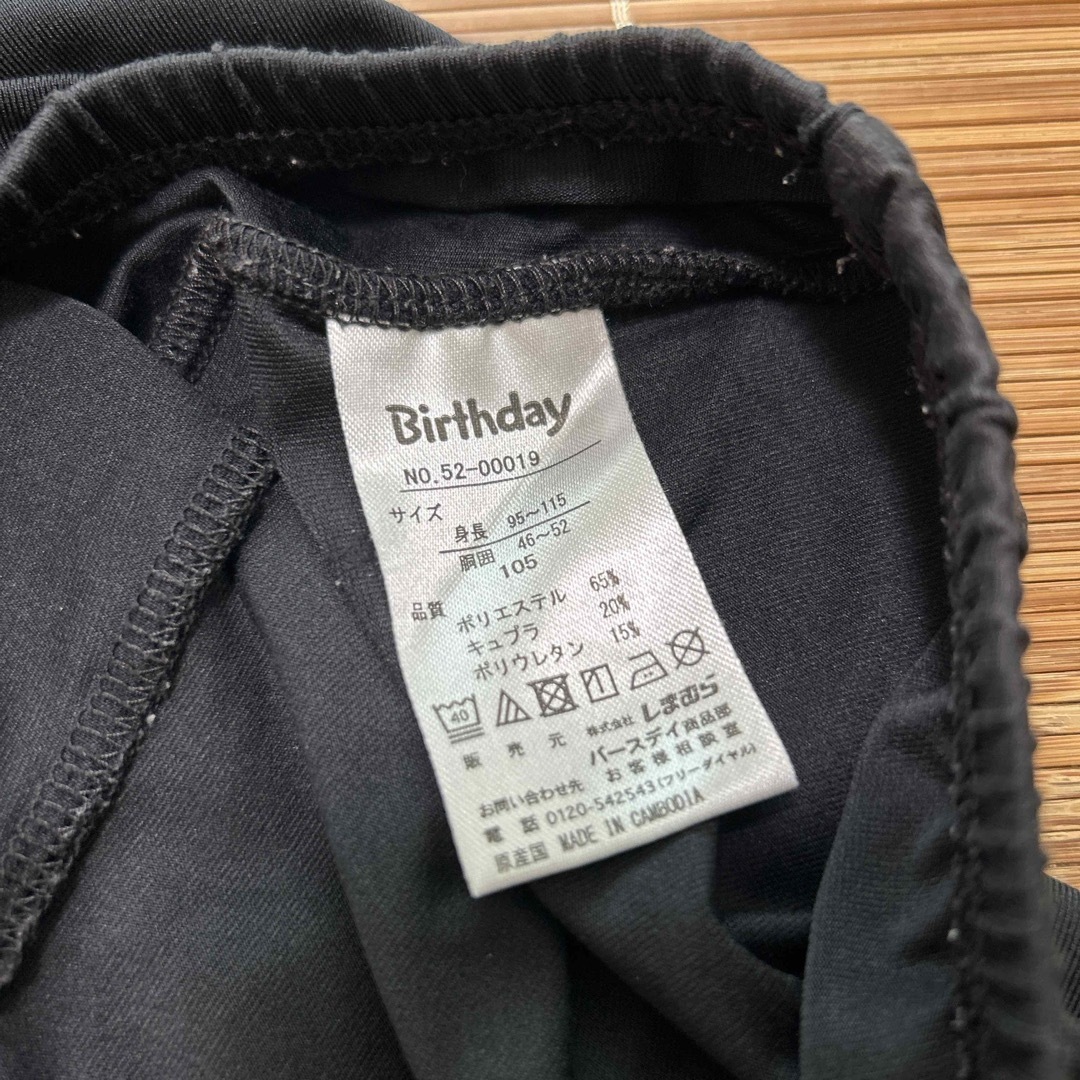 Birthday
NO.52-00019
サイズ
身長 95～115
胴囲 46～52
105
品質 ポリエステル 65%
キュプラ 20%
ポリウレタン 15%
40
販売元 株式会社 しまむら
バースデイ商品部
お問い合わせ先 お客様相談室
電話 0120-542543(フリーダイヤル)
原産国 MADE IN CAMBODIA